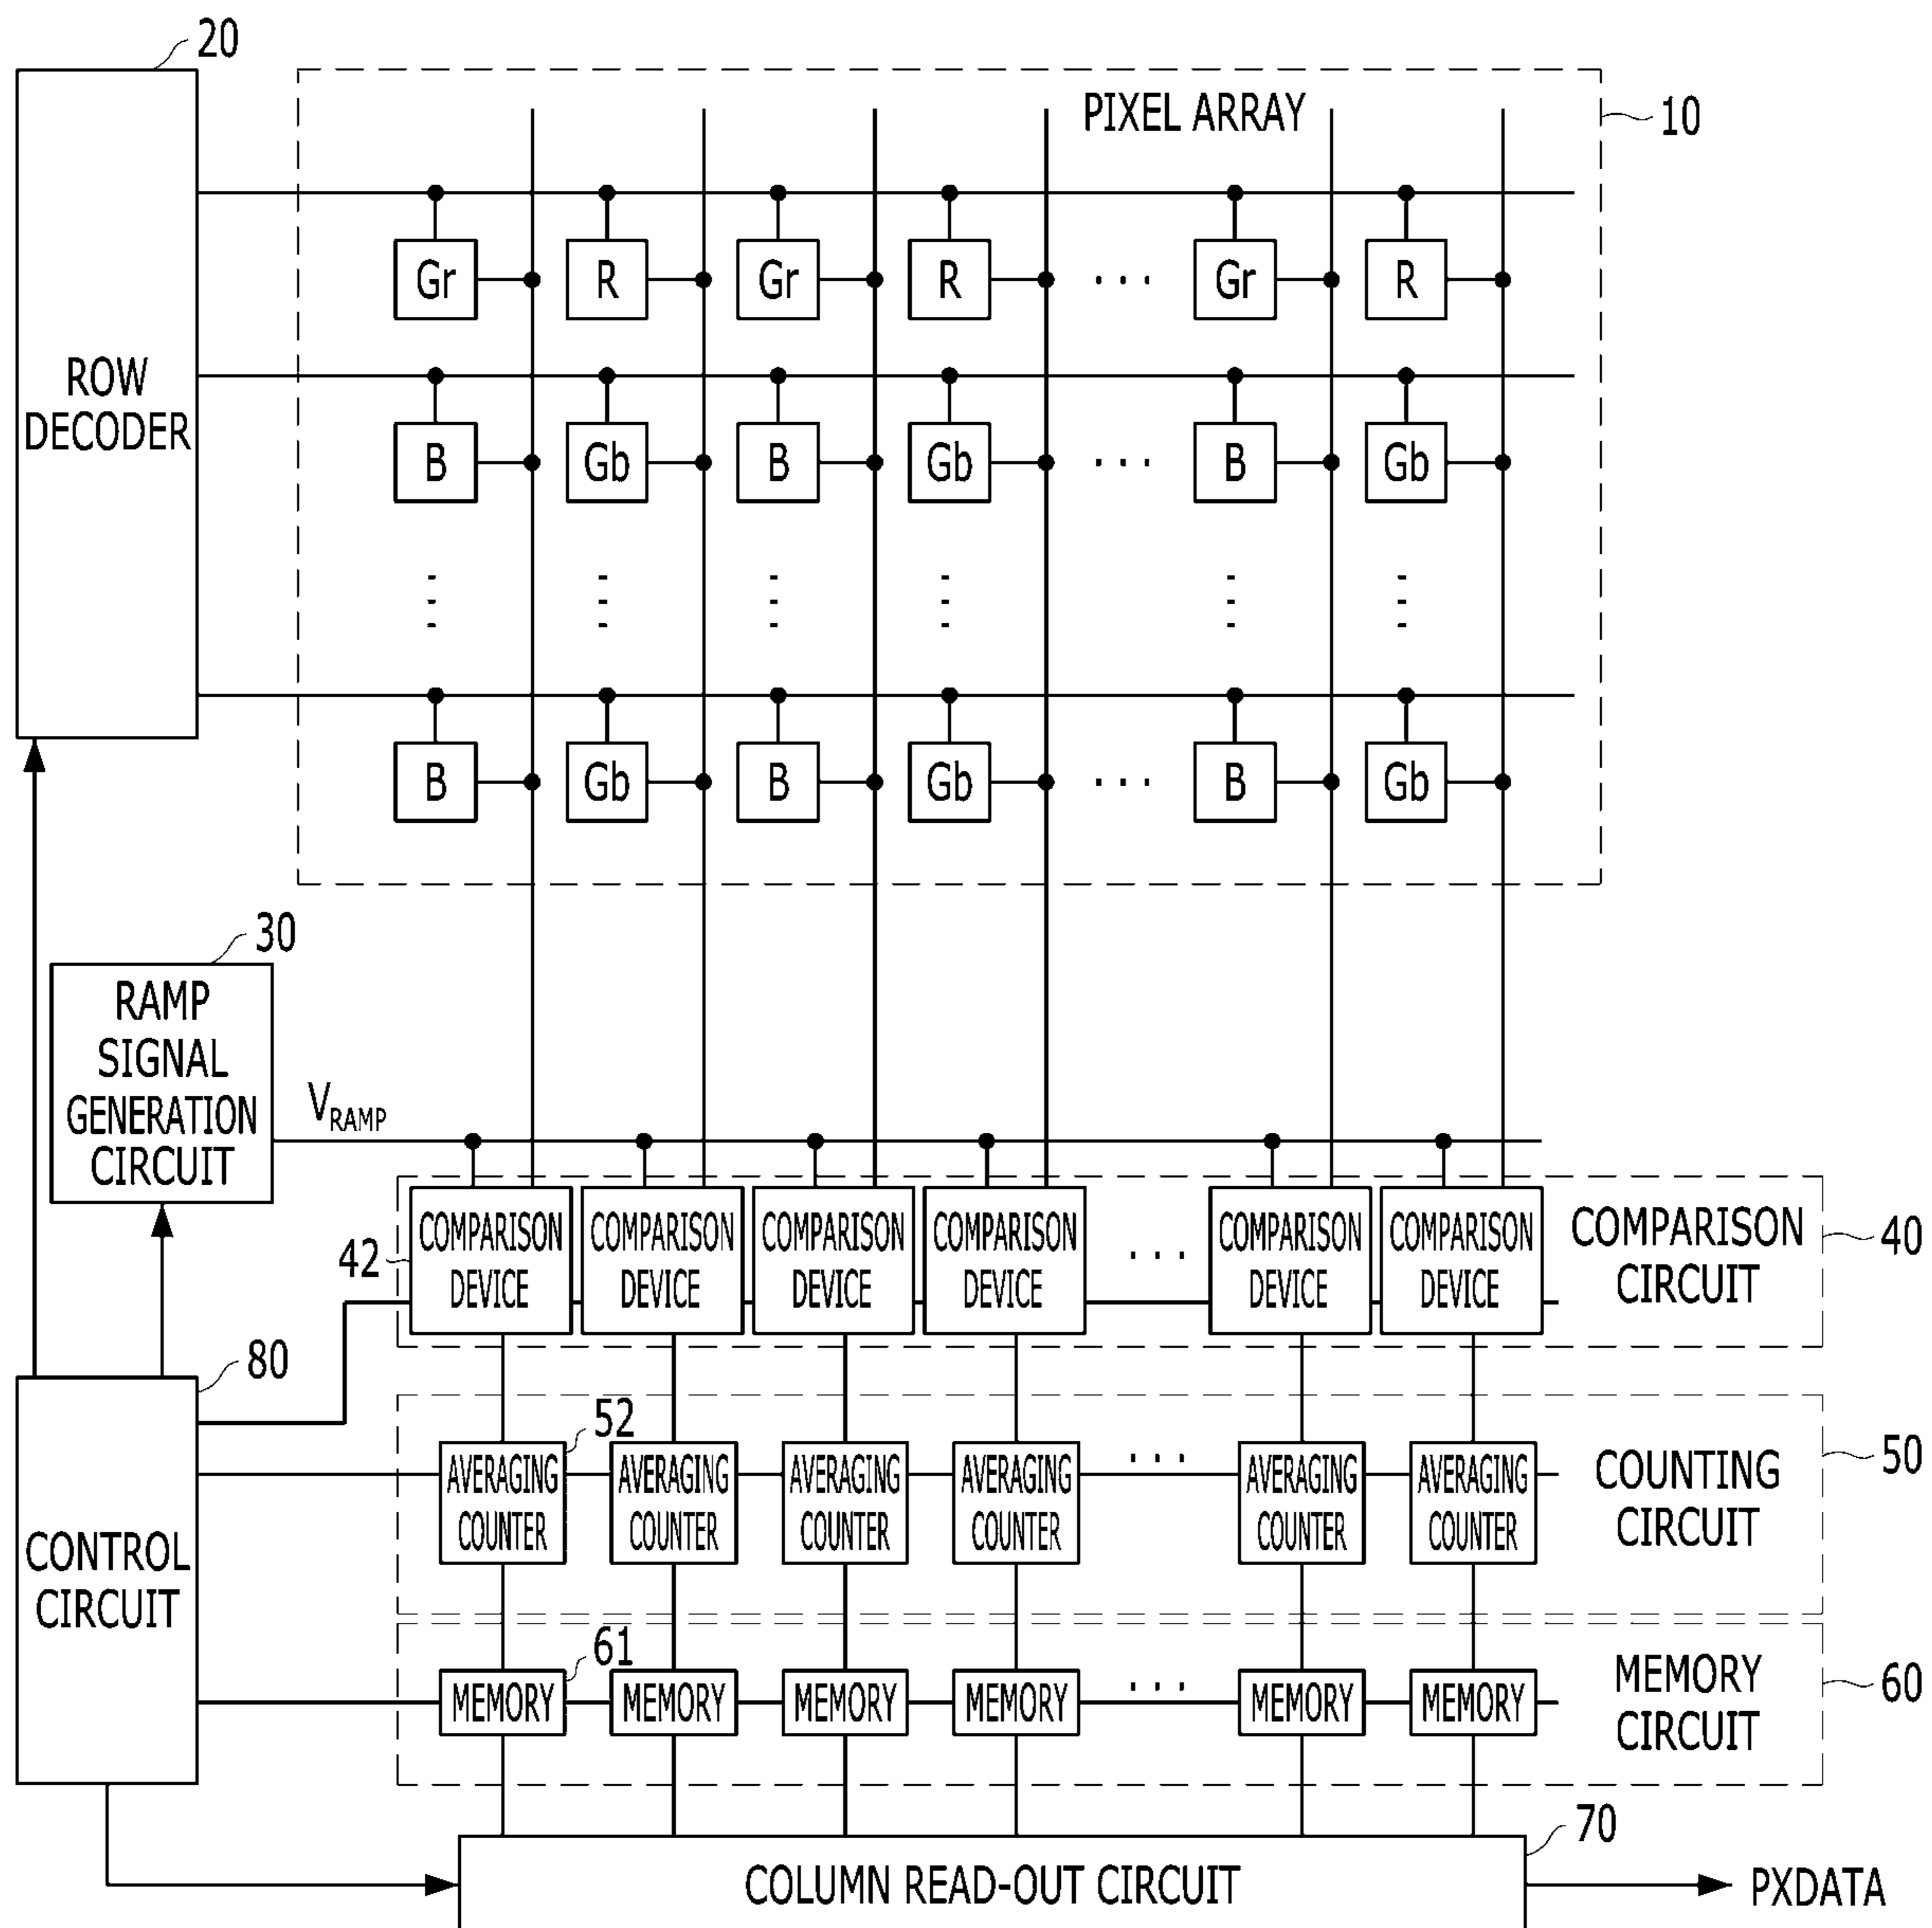 20
PIXEL ARRAY
10
Gr R Gr R ... Gr R
ROW
DECODER
B Gb B Gb ... B Gb
B Gb B Gb ... B Gb
30
RAMP
SIGNAL
GENERATION
CIRCUIT
VRAMP
42
COMPARISON COMPARISON COMPARISON COMPARISON ... COMPARISON COMPARISON
DEVICE DEVICE DEVICE DEVICE DEVICE DEVICE
COMPARISON
CIRCUIT
40
80
CONTROL
CIRCUIT
52
AVERAGING AVERAGING AVERAGING AVERAGING ... AVERAGING AVERAGING
COUNTER COUNTER COUNTER COUNTER COUNTER COUNTER
COUNTING
CIRCUIT
50
61
MEMORY MEMORY MEMORY MEMORY ... MEMORY MEMORY
MEMORY
CIRCUIT
60
70
COLUMN READ-OUT CIRCUIT
PXDATA